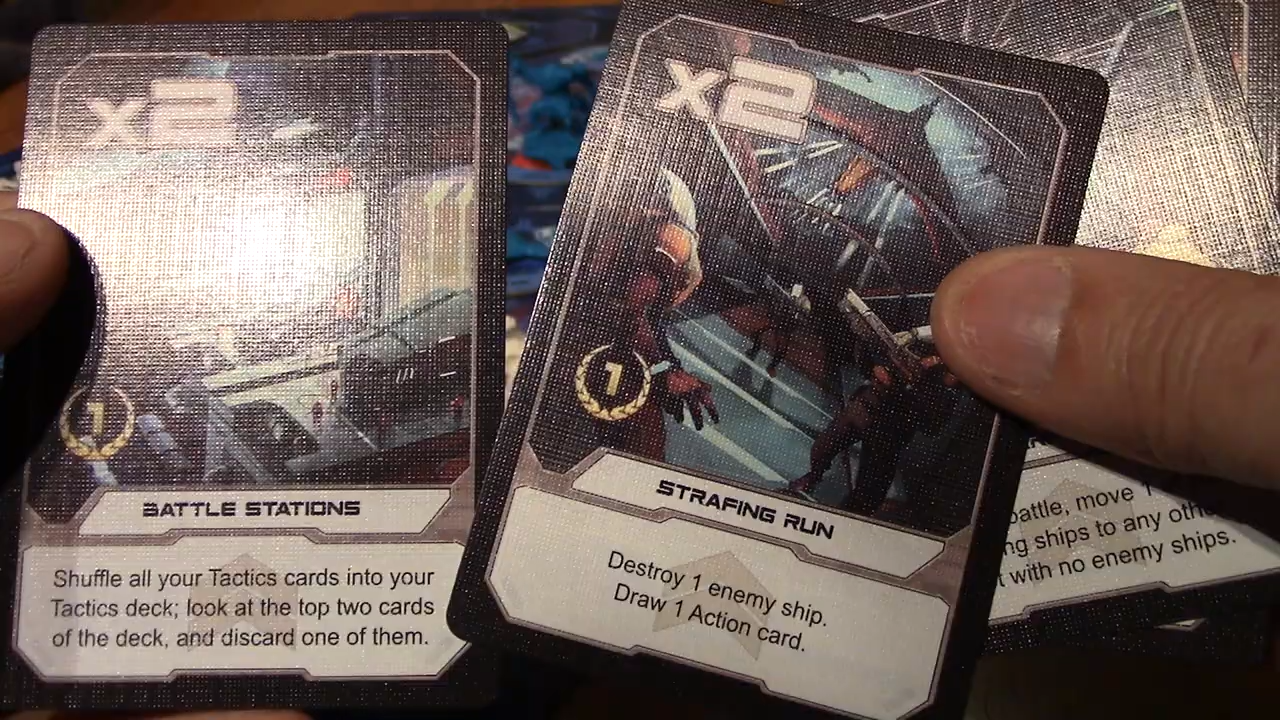 x2
1
BATTLE STATIONS
Shuffle all your Tactics cards into your
Tactics deck; look at the top two cards
of the deck, and discard one of them.
x2
1
STRAFING RUN
Destroy 1 enemy ship.
Draw 1 Action card.
battle, move 1
ships to any
with no enemy ships.